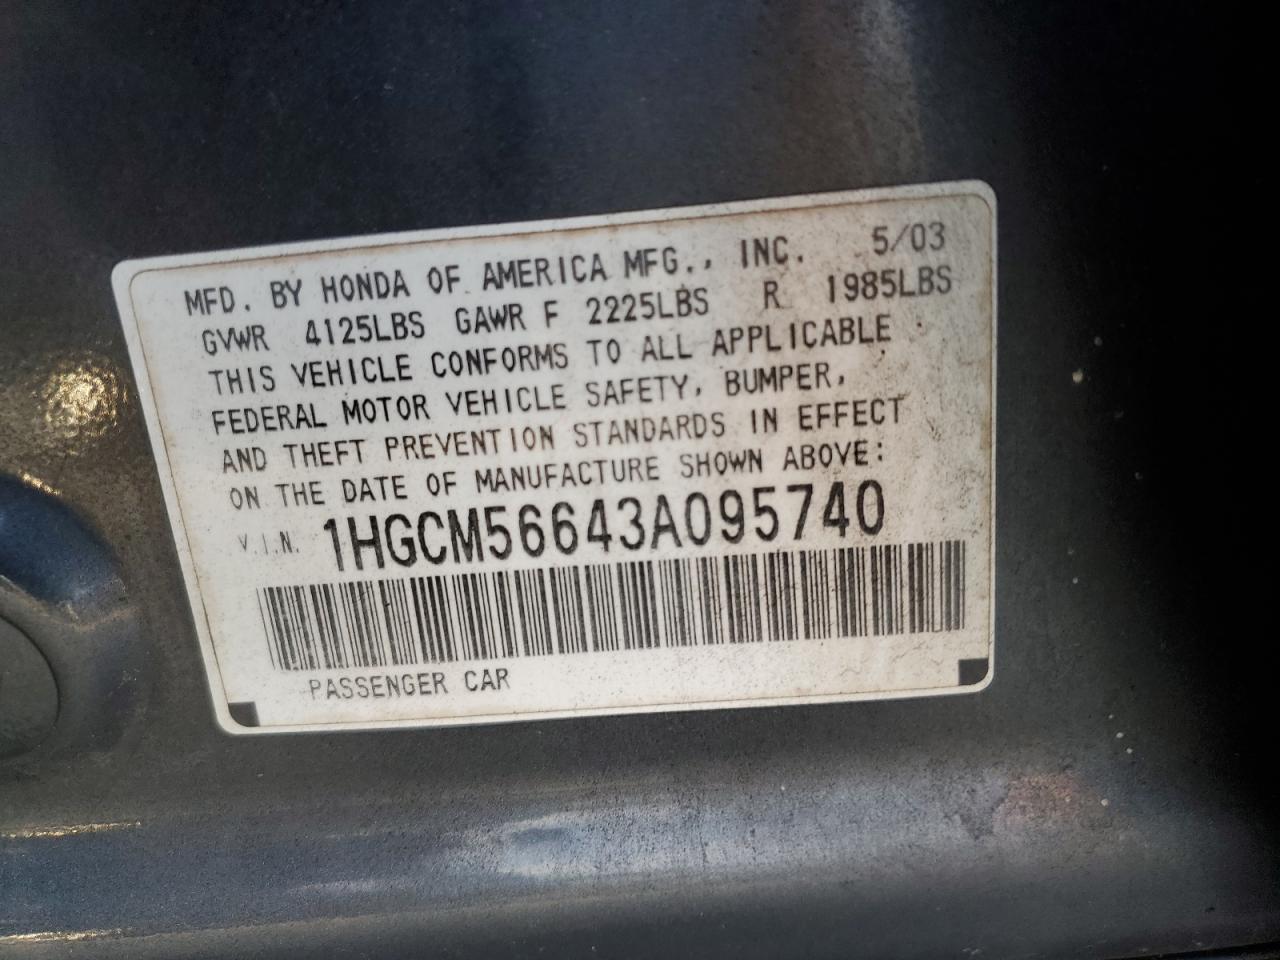 MFD. BY HONDA OF AMERICA MFG., INC. 5/03
GVWR 4125LBS GAWR F 2225LBS R 1985LBS
THIS VEHICLE CONFORMS TO ALL APPLICABLE
FEDERAL MOTOR VEHICLE SAFETY, BUMPER,
AND THEFT PREVENTION STANDARDS IN EFFECT
ON THE DATE OF MANUFACTURE SHOWN ABOVE:
V.I.N. 1HGCM56643A095740
PASSENGER CAR